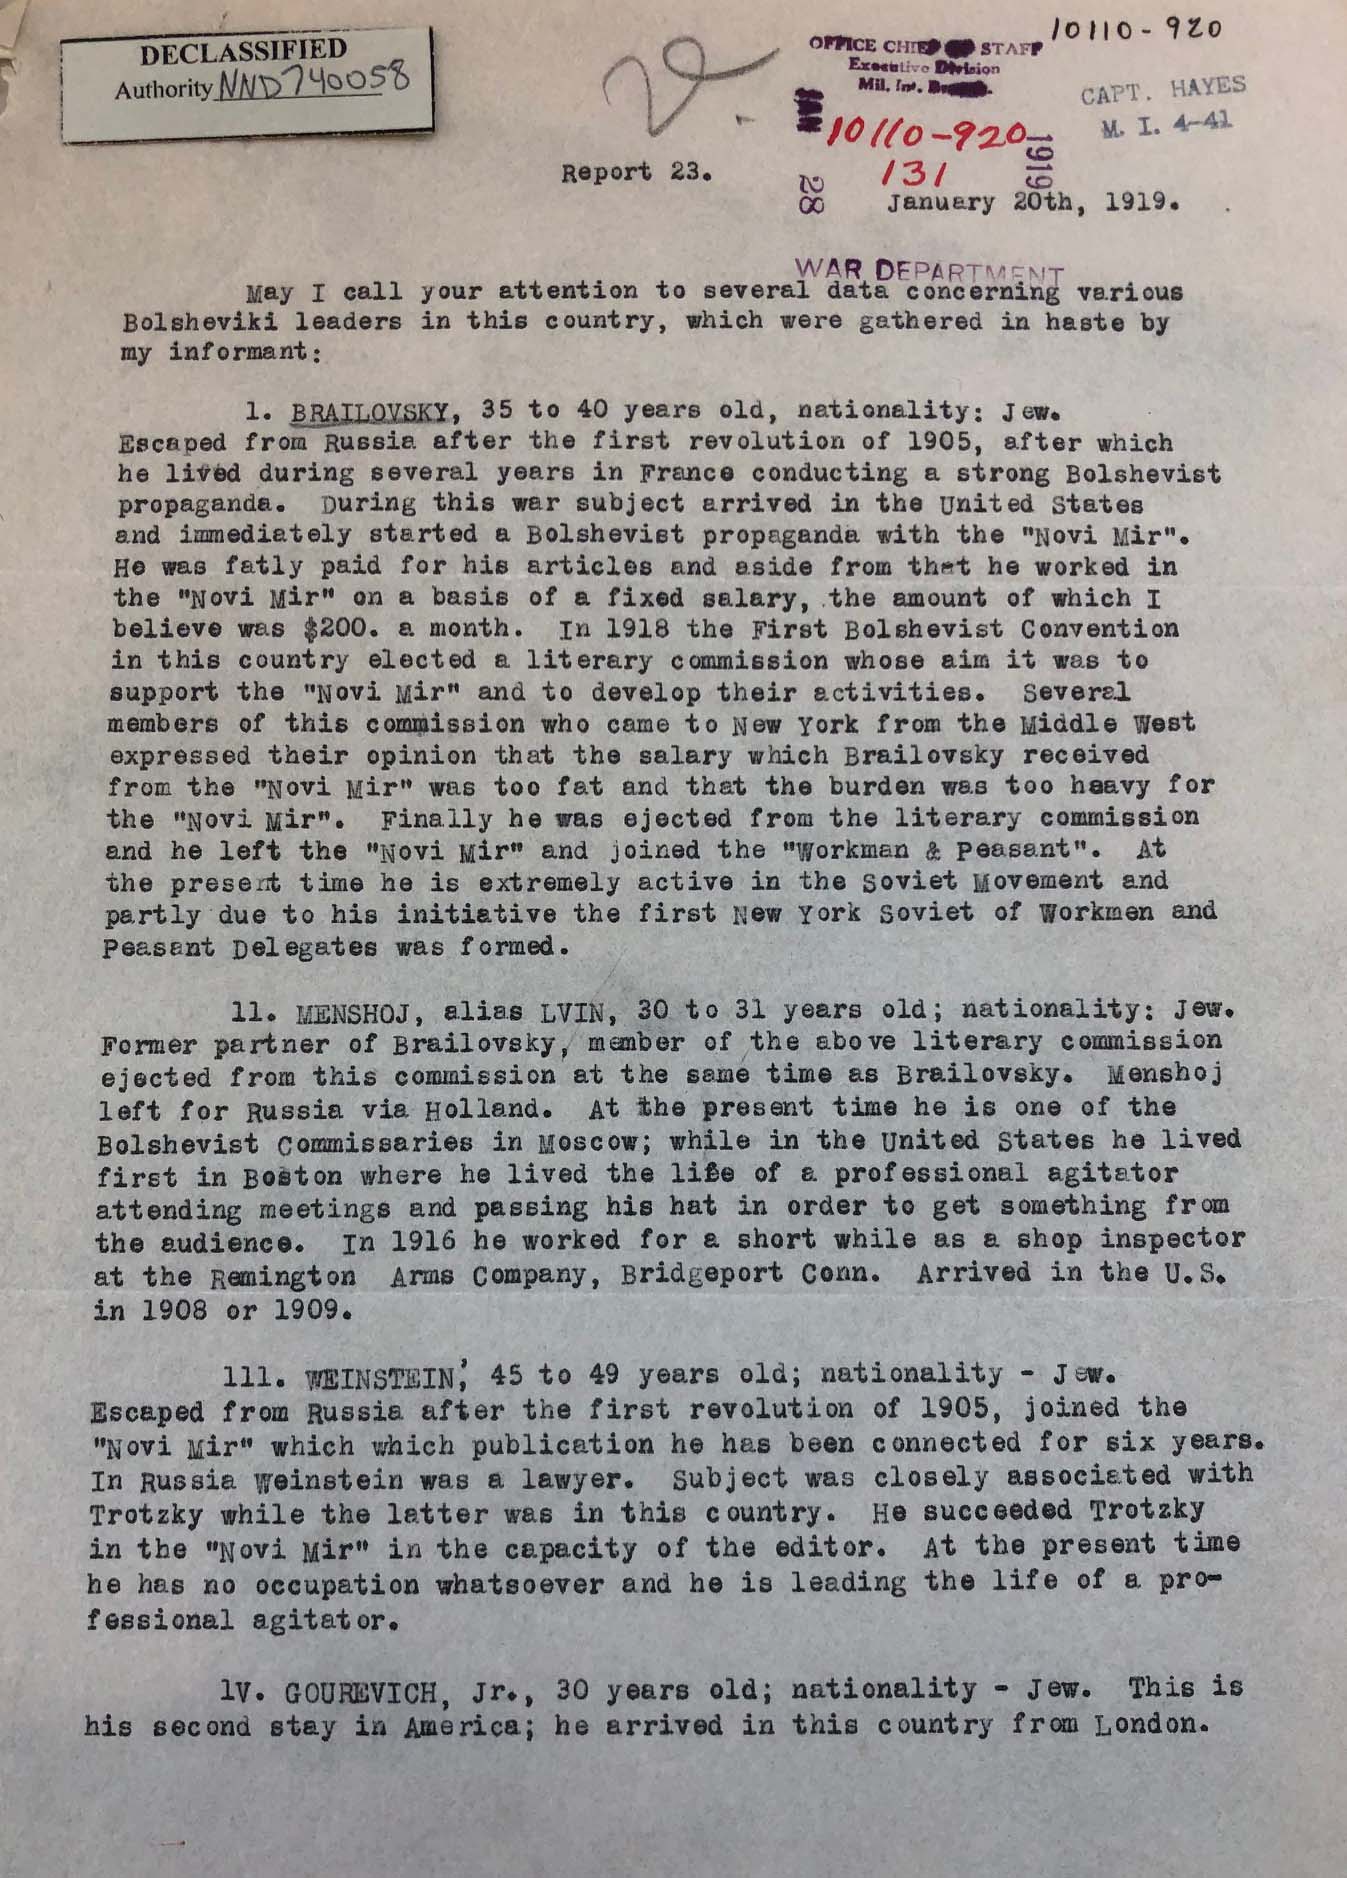 DECLASSIFIED
Authority NND740058
10110-920
OFFICE CHIEF STAFF
Executive Division
Mil. Int.
CAPT. HAYES
M. I. 4-41
JAN 28 1919
10110-920
131
Report 23.
January 20th, 1919.
WAR DEPARTMENT
May I call your attention to several data concerning various
Bolsheviki leaders in this country, which were gathered in haste by
my informant:
1. BRAILOVSKY, 35 to 40 years old, nationality: Jew.
Escaped from Russia after the first revolution of 1905, after which
he lived during several years in France conducting a strong Bolshevist
propaganda. During this war subject arrived in the United States
and immediately started a Bolshevist propaganda with the "Novi Mir".
He was fatly paid for his articles and aside from that he worked in
the "Novi Mir" on a basis of a fixed salary, the amount of which I
believe was $200. a month. In 1918 the First Bolshevist Convention
in this country elected a literary commission whose aim it was to
support the "Novi Mir" and to develop their activities. Several
members of this commission who came to New York from the Middle West
expressed their opinion that the salary which Brailovsky received
from the "Novi Mir" was too fat and that the burden was too heavy for
the "Novi Mir". Finally he was ejected from the literary commission
and he left the "Novi Mir" and joined the "Workman & Peasant". At
the present time he is extremely active in the Soviet Movement and
partly due to his initiative the first New York Soviet of Workmen and
Peasant Delegates was formed.
11. MENSHOJ, alias LVIN, 30 to 31 years old; nationality: Jew.
Former partner of Brailovsky, member of the above literary commission
ejected from this commission at the same time as Brailovsky. Menshoj
left for Russia via Holland. At the present time he is one of the
Bolshevist Commissaries in Moscow; while in the United States he lived
first in Boston where he lived the life of a professional agitator
attending meetings and passing his hat in order to get something from
the audience. In 1916 he worked for a short while as a shop inspector
at the Remington Arms Company, Bridgeport Conn. Arrived in the U.S.
in 1908 or 1909.
111. WEINSTEIN, 45 to 49 years old; nationality - Jew.
Escaped from Russia after the first revolution of 1905, joined the
"Novi Mir" which which publication he has been connected for six years.
In Russia Weinstein was a lawyer. Subject was closely associated with
Trotzky while the latter was in this country. He succeeded Trotzky
in the "Novi Mir" in the capacity of the editor. At the present time
he has no occupation whatsoever and he is leading the life of a pro-
fessional agitator.
1V. GOUREVICH, Jr., 30 years old; nationality - Jew. This is
his second stay in America; he arrived in this country from London.